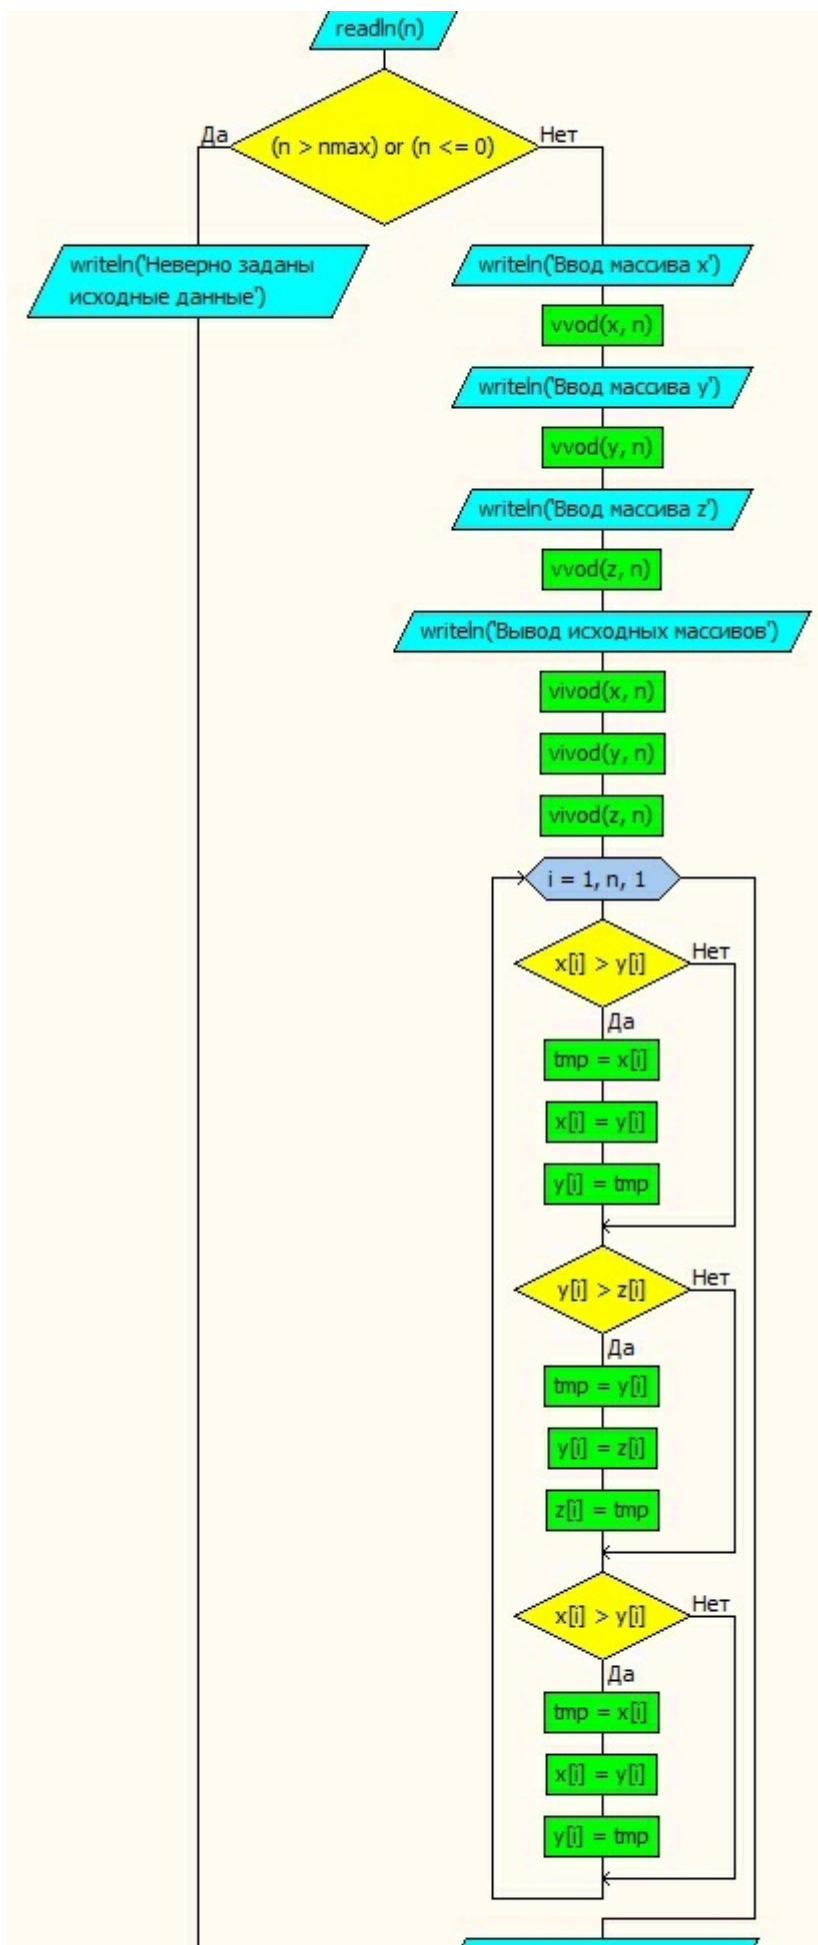 readln(n)
Да
(n > nmax) or (n <= 0)
Нет
writeln('Неверно заданы
исходные данные')
writeln('Ввод массива x')
vvod(x, n)
writeln('Ввод массива y')
vvod(y, n)
writeln('Ввод массива z')
vvod(z, n)
writeln('Вывод исходных массивов')
vivod(x, n)
vivod(y, n)
vivod(z, n)
i = 1, n, 1
x[i] > y[i]
Нет
Да
tmp = x[i]
x[i] = y[i]
y[i] = tmp
y[i] > z[i]
Нет
Да
tmp = y[i]
y[i] = z[i]
z[i] = tmp
x[i] > y[i]
Нет
Да
tmp = x[i]
x[i] = y[i]
y[i] = tmp